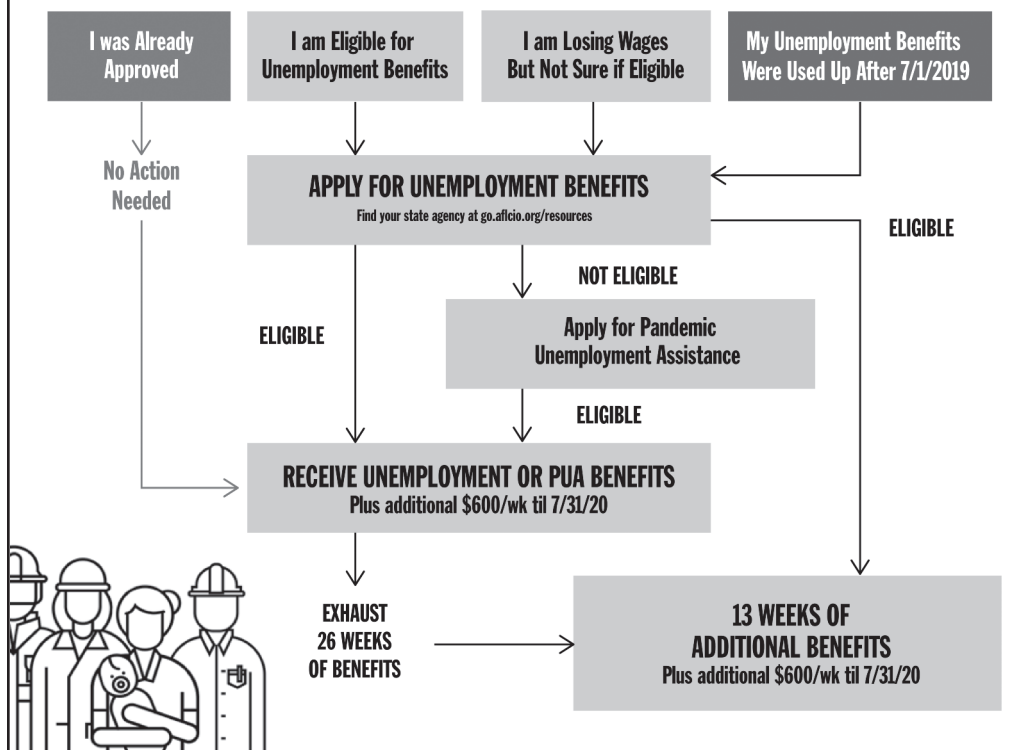 I was Already
Approved
I am Eligible for
Unemployment Benefits
I am Losing Wages
But Not Sure if Eligible
My Unemployment Benefits
Were Used Up After 7/1/2019
No Action
Needed
APPLY FOR UNEMPLOYMENT BENEFITS
Find your state agency at go.aflcio.org/resources
ELIGIBLE
NOT ELIGIBLE
ELIGIBLE
Apply for Pandemic
Unemployment Assistance
ELIGIBLE
RECEIVE UNEMPLOYMENT OR PUA BENEFITS
Plus additional $600/wk til 7/31/20
EXHAUST
26 WEEKS
OF BENEFITS
13 WEEKS OF
ADDITIONAL BENEFITS
Plus additional $600/wk til 7/31/20